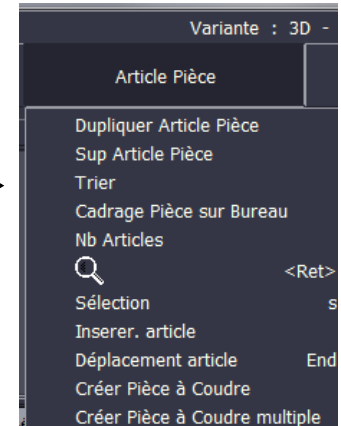 Variante : 3D -
Article Pièce
Dupliquer Article Pièce
Sup Article Pièce
Trier
Cadrage Pièce sur Bureau
Nb Articles
<Ret>
Sélection s
Inserer. article
Déplacement article End
Créer Pièce à Coudre
Créer Pièce à Coudre multiple